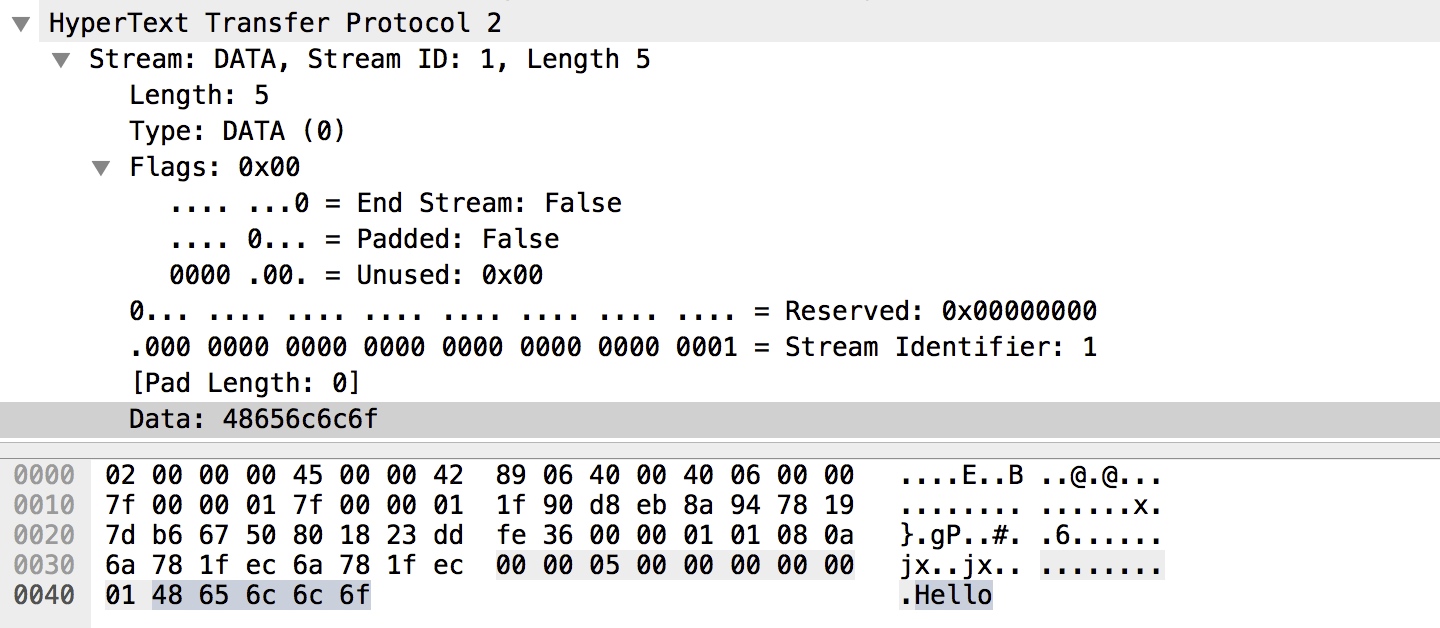 HyperText Transfer Protocol 2
Stream: DATA, Stream ID: 1, Length 5
Length: 5
Type: DATA (0)
Flags: 0x00
.... ...0 = End Stream: False
.... 0... = Padded: False
0000 .00. = Unused: 0x00
0... .... .... .... .... .... .... .... = Reserved: 0x00000000
.000 0000 0000 0000 0000 0000 0000 0001 = Stream Identifier: 1
[Pad Length: 0]
Data: 48656c6c6f
0000 02 00 00 00 45 00 00 42 89 06 40 00 40 06 00 00 ....E..B ..@.@...
0010 7f 00 00 01 7f 00 00 01 1f 90 d8 eb 8a 94 78 19 ........ ......x.
0020 7d b6 67 50 80 18 23 dd fe 36 00 00 01 01 08 0a }.gP..#. .6......
0030 6a 78 1f ec 6a 78 1f ec 00 00 05 00 00 00 00 00 jx..jx.. ........
0040 01 48 65 6c 6c 6f .Hello